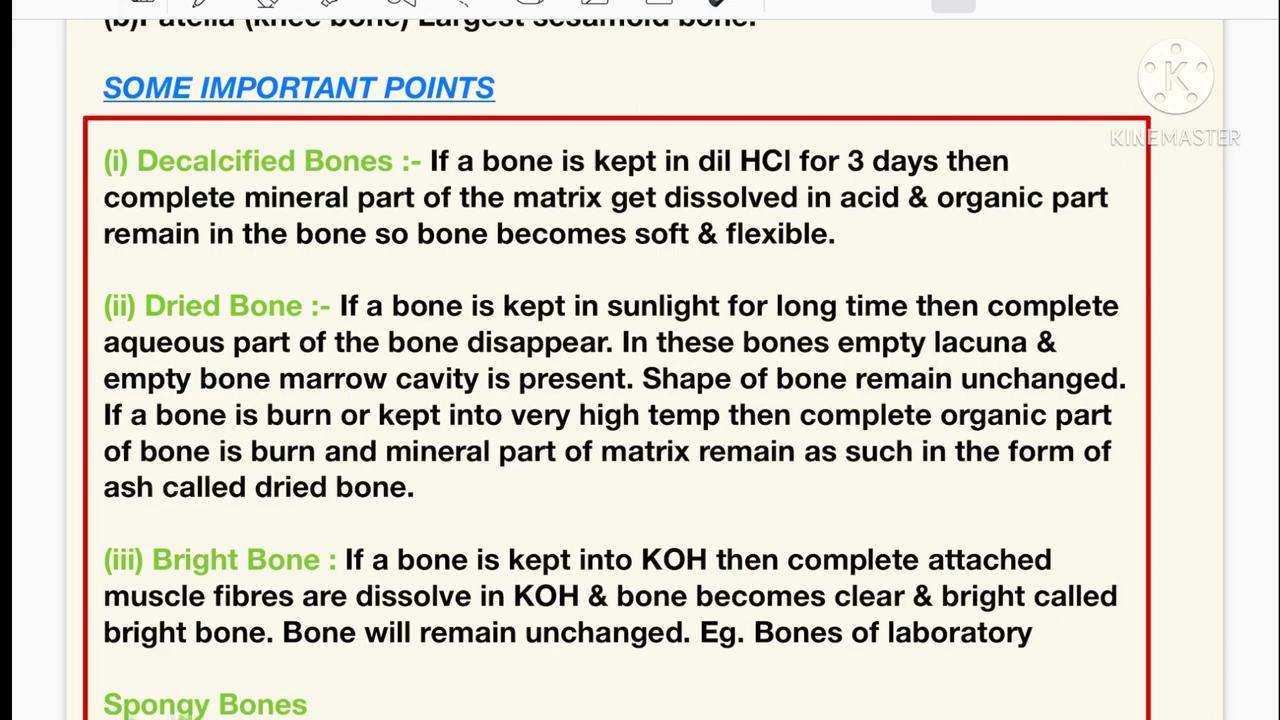 (b)Patella (knee bone) Largest sesamoid bone.
SOME IMPORTANT POINTS
K
KINEMASTER
(i) Decalcified Bones :- If a bone is kept in dil HCl for 3 days then
complete mineral part of the matrix get dissolved in acid & organic part
remain in the bone so bone becomes soft & flexible.
(ii) Dried Bone :- If a bone is kept in sunlight for long time then complete
aqueous part of the bone disappear. In these bones empty lacuna &
empty bone marrow cavity is present. Shape of bone remain unchanged.
If a bone is burn or kept into very high temp then complete organic part
of bone is burn and mineral part of matrix remain as such in the form of
ash called dried bone.
(iii) Bright Bone : If a bone is kept into KOH then complete attached
muscle fibres are dissolve in KOH & bone becomes clear & bright called
bright bone. Bone will remain unchanged. Eg. Bones of laboratory
Spongy Bones